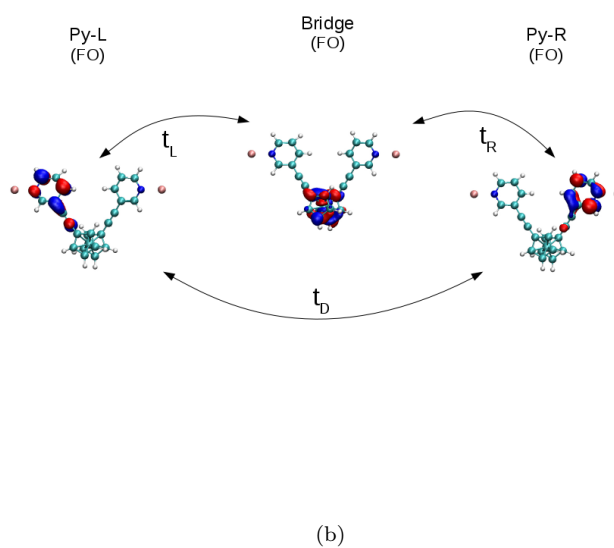 Py-L
(FO)
Bridge
(FO)
Py-R
(FO)
t_L
t_R
t_D
(b)